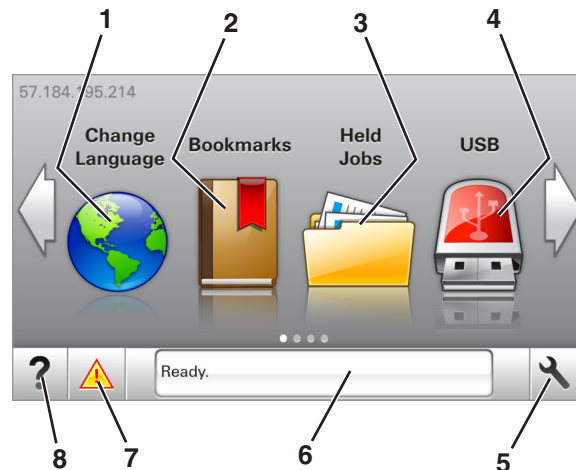 1 2 3 4
57.184.195.214
Change Language
Bookmarks
Held Jobs
USB
? Ready.
8 7 6 5